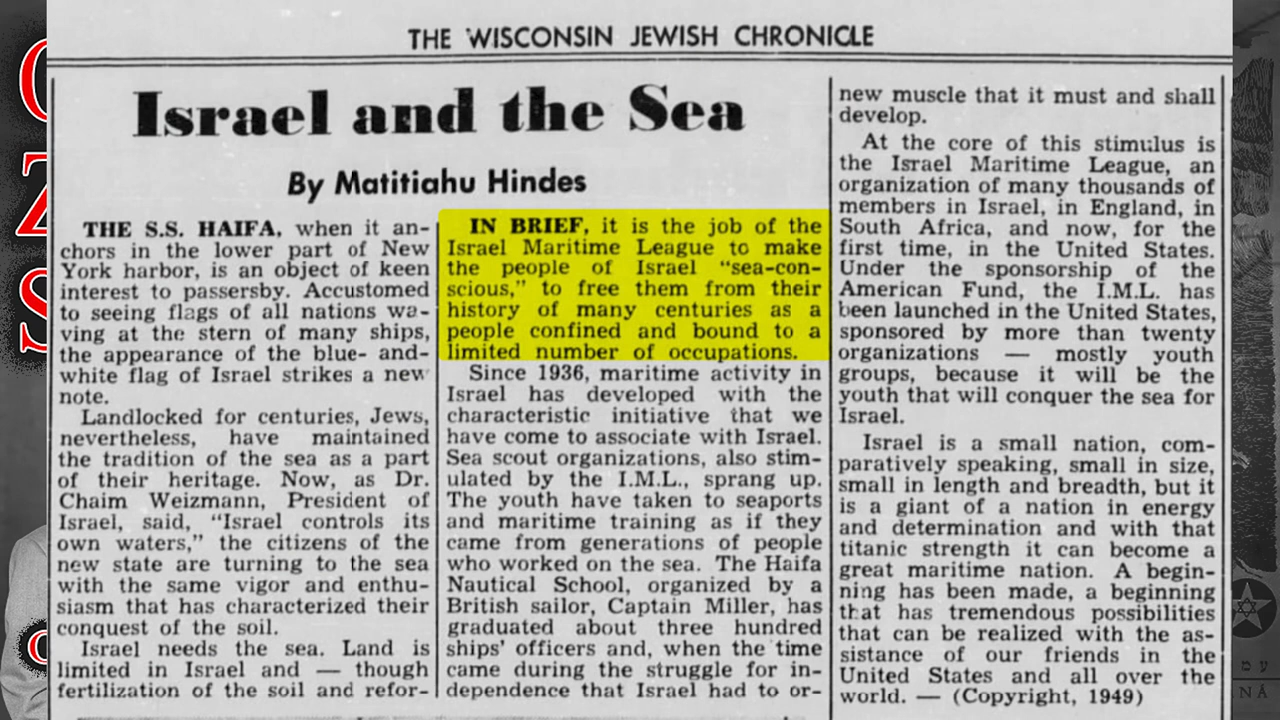 THE WISCONSIN JEWISH CHRONICLE
Israel and the Sea
By Matitiahu Hindes
THE S.S. HAIFA, when it an-
chors in the lower part of New
York harbor, is an object of keen
interest to passersby. Accustomed
to seeing flags of all nations wa-
ving at the stern of many ships,
the appearance of the blue- and-
white flag of Israel strikes a new
note.
Landlocked for centuries, Jews,
nevertheless, have maintained
the tradition of the sea as a part
of their heritage. Now, as Dr.
Chaim Weizmann, President of
Israel, said, "Israel controls its
own waters," the citizens of the
new state are turning to the sea
with the same vigor and enthu-
siasm that has characterized their
conquest of the soil.
Israel needs the sea. Land is
limited in Israel and — though
fertilization of the soil and refor-
IN BRIEF, it is the job of the
Israel Maritime League to make
the people of Israel "sea-con-
scious," to free them from their
history of many centuries as a
people confined and bound to a
limited number of occupations.
Since 1936, maritime activity in
Israel has developed with the
characteristic initiative that we
have come to associate with Israel.
Sea scout organizations, also stim-
ulated by the I.M.L., sprang up.
The youth have taken to seaports
and maritime training as if they
came from generations of people
who worked on the sea. The Haifa
Nautical School, organized by a
British sailor, Captain Miller, has
graduated about three hundred
ships' officers and, when the time
came during the struggle for in-
dependence that Israel had to or-
new muscle that it must and shall
develop.
At the core of this stimulus is
the Israel Maritime League, an
organization of many thousands of
members in Israel, in England, in
South Africa, and now, for the
first time, in the United States.
Under the sponsorship of the
American Fund, the I.M.L. has
been launched in the United States,
sponsored by more than twenty
organizations — mostly youth
groups, because it will be the
youth that will conquer the sea for
Israel.
Israel is a small nation, com-
paratively speaking, small in size,
small in length and breadth, but it
is a giant of a nation in energy
and determination and with that
titanic strength it can become a
great maritime nation. A begin-
ning has been made, a beginning
that has tremendous possibilities
that can be realized with the as-
sistance of our friends in the
United States and all over the
world. — (Copyright, 1949)